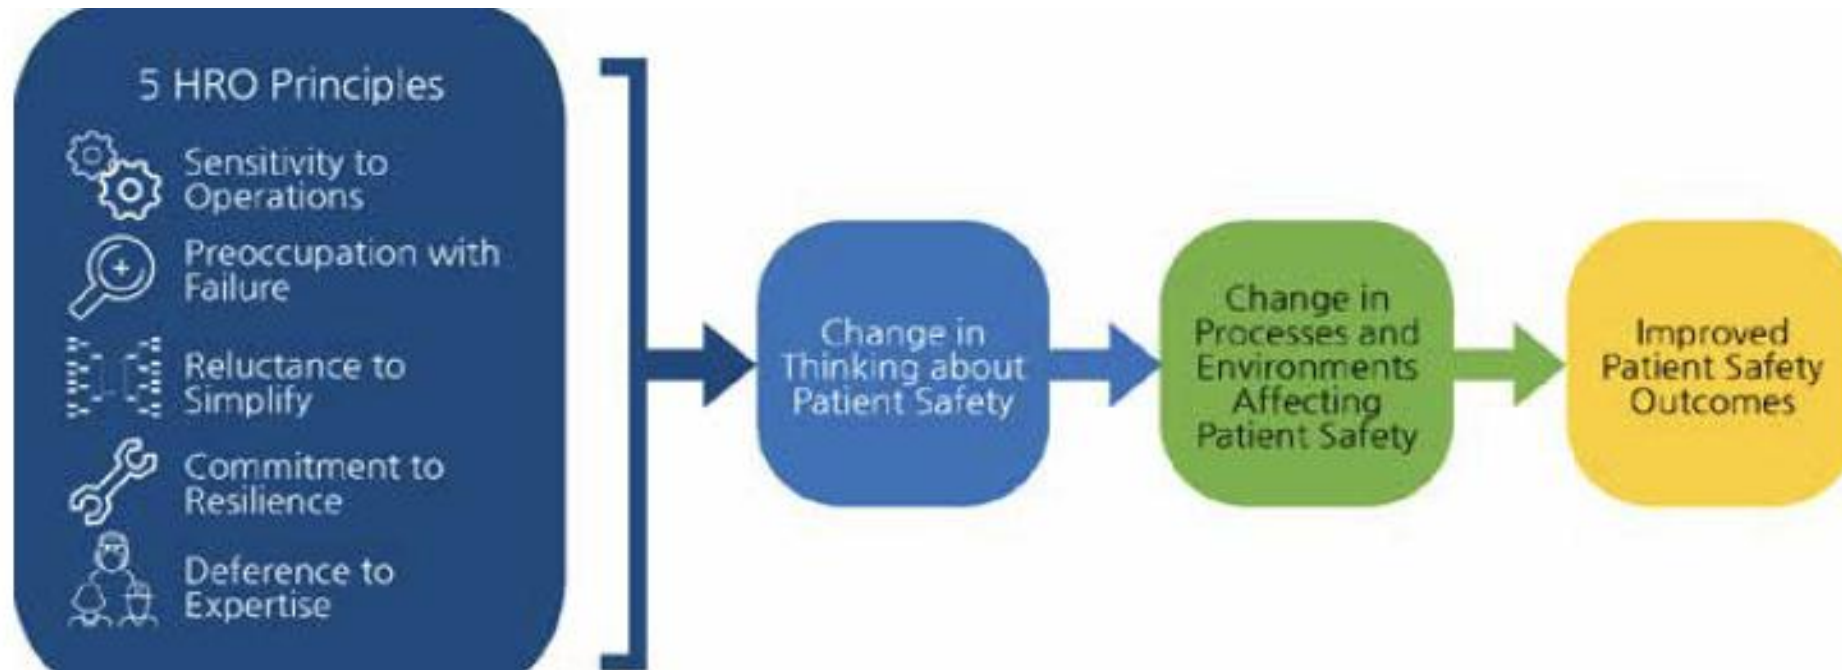 5 HRO Principles
Sensitivity to
Operations
Preoccupation with
Failure
Reluctance to
Simplify
Commitment to
Resilience
Deference to
Expertise
Change in
Thinking about
Patient Safety
Change in
Processes and
Environments
Affecting
Patient Safety
Improved
Patient Safety
Outcomes